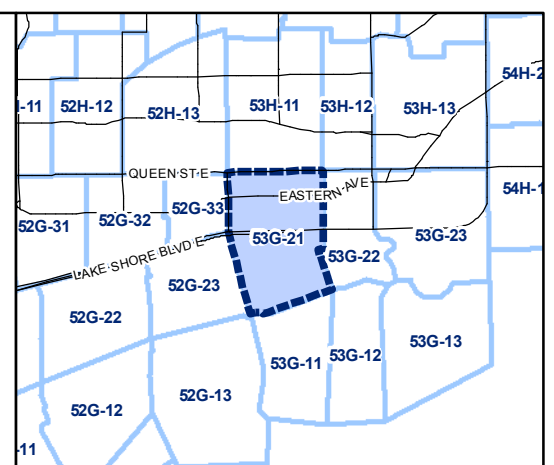 54H-2
I-11 52H-12 52H-13 53H-11 53H-12 53H-13
QUEEN ST E
54H-1
EASTERN AVE
52G-31 52G-32 52G-33
53G-21 53G-22 53G-23
LAKE SHORE BLVD E
52G-22 52G-23
53G-11 53G-12 53G-13
52G-12 52G-13
-11